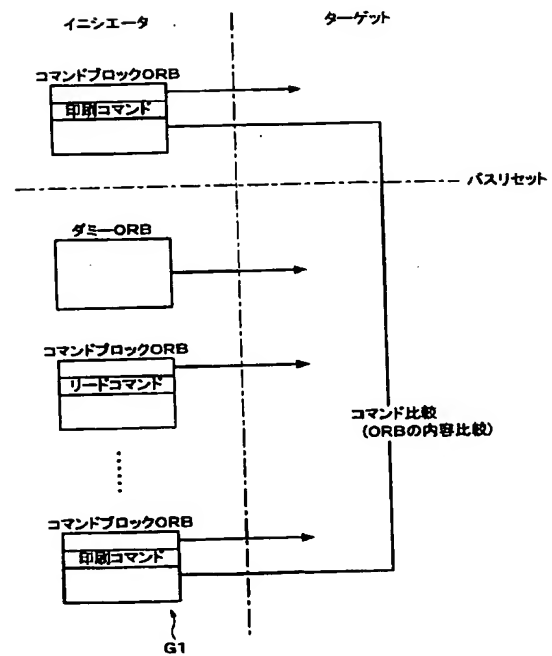 イニシエータ
ターゲット
コマンドブロックORB
印刷コマンド
バスリセット
ダミーORB
コマンドブロックORB
リードコマンド
コマンド比較
(ORBの内容比較)
コマンドブロックORB
印刷コマンド
G1